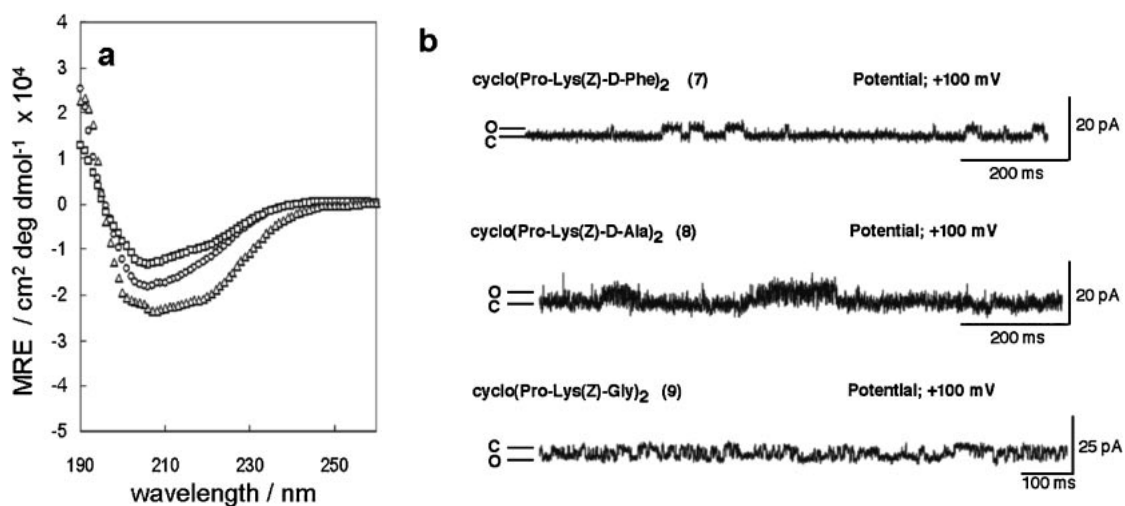 a
MRE / cm² deg dmol⁻¹ x 10⁴
4
3
2
1
0
-1
-2
-3
-4
-5
190 210 230 250
wavelength / nm
b
cyclo(Pro-Lys(Z)-D-Phe)₂ (7) Potential; +100 mV
O
C
20 pA
200 ms
cyclo(Pro-Lys(Z)-D-Ala)₂ (8) Potential; +100 mV
O
C
20 pA
200 ms
cyclo(Pro-Lys(Z)-Gly)₂ (9) Potential; +100 mV
C
O
25 pA
100 ms